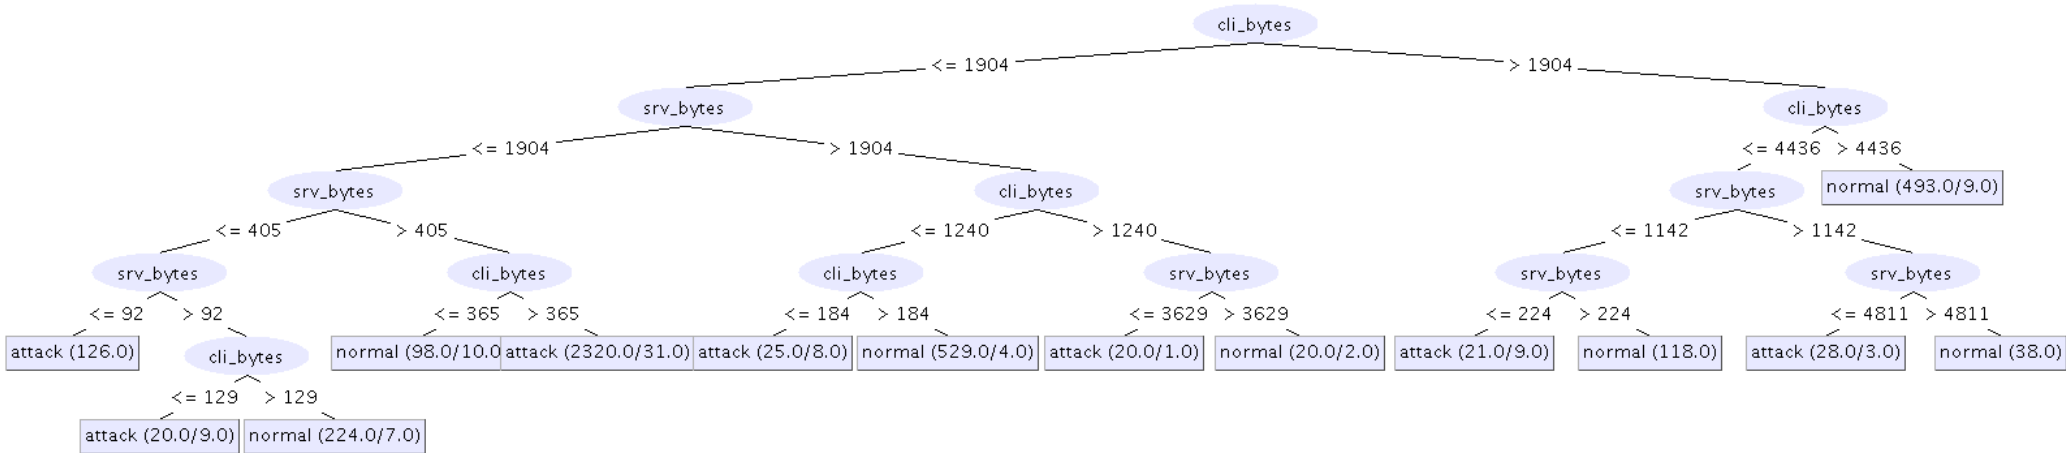 cli_bytes
<= 1904 > 1904
srv_bytes cli_bytes
<= 1904 > 1904 <= 4436 > 4436
srv_bytes cli_bytes srv_bytes normal (493.0/9.0)
<= 405 > 405 <= 1240 > 1240 <= 1142 > 1142
srv_bytes cli_bytes cli_bytes srv_bytes srv_bytes srv_bytes
<= 92 > 92 <= 365 > 365 <= 184 > 184 <= 3629 > 3629 <= 224 > 224 <= 4811 > 4811
attack (126.0) cli_bytes normal (98.0/10.0 attack (2320.0/31.0) attack (25.0/8.0) normal (529.0/4.0) attack (20.0/1.0) normal (20.0/2.0) attack (21.0/9.0) normal (118.0) attack (28.0/3.0) normal (38.0)
<= 129 > 129
attack (20.0/9.0) normal (224.0/7.0)